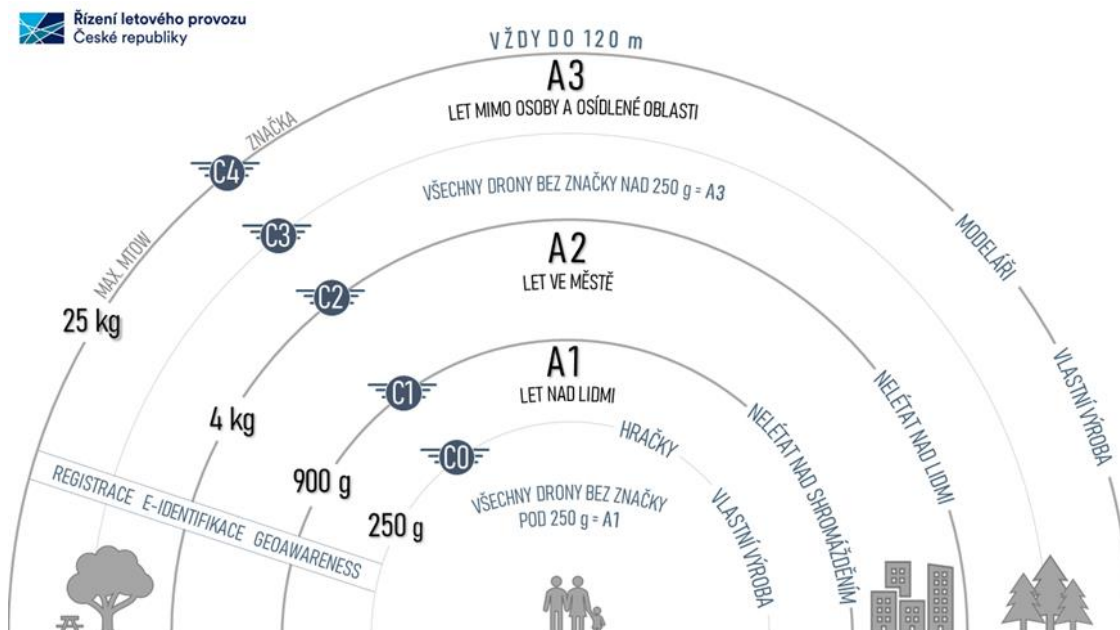 Řízení letového provozu
České republiky
VŽDY DO 120 m
A3
LET MIMO OSOBY A OSÍDLENÉ OBLASTI
ZNAČKA
C4
VŠECHNY DRONY BEZ ZNAČKY NAD 250 g = A3
C3
MODELÁŘI
MAX. MTOW
A2
LET VE MĚSTĚ
C2
25 kg
A1
LET NAD LIDMI
C1
VLASTNÍ VÝROBA
NELÉTAT NAD LIDMI
4 kg
NELÉTAT NAD SHROMÁŽDĚNÍM
HRAČKY
C0
900 g
VŠECHNY DRONY BEZ ZNAČKY
POD 250 g = A1
250 g
VLASTNÍ VÝROBA
REGISTRACE E-IDENTIFIKACE GEOAWARENESS